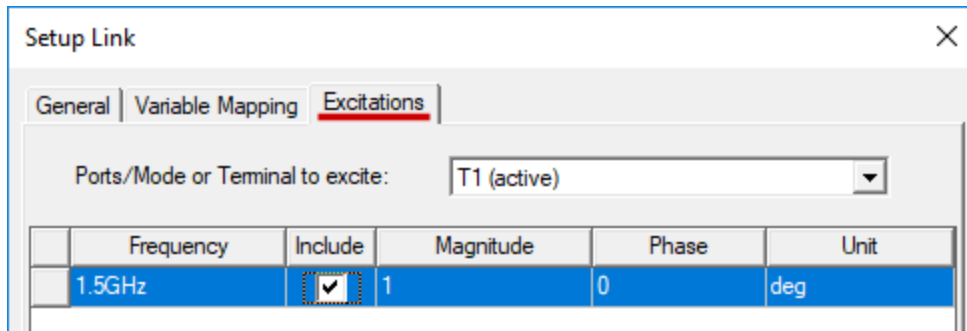 Setup Link
General Variable Mapping Excitations
Ports/Mode or Terminal to excite: T1 (active)
Frequency Include Magnitude Phase Unit
1.5GHz 1 0 deg